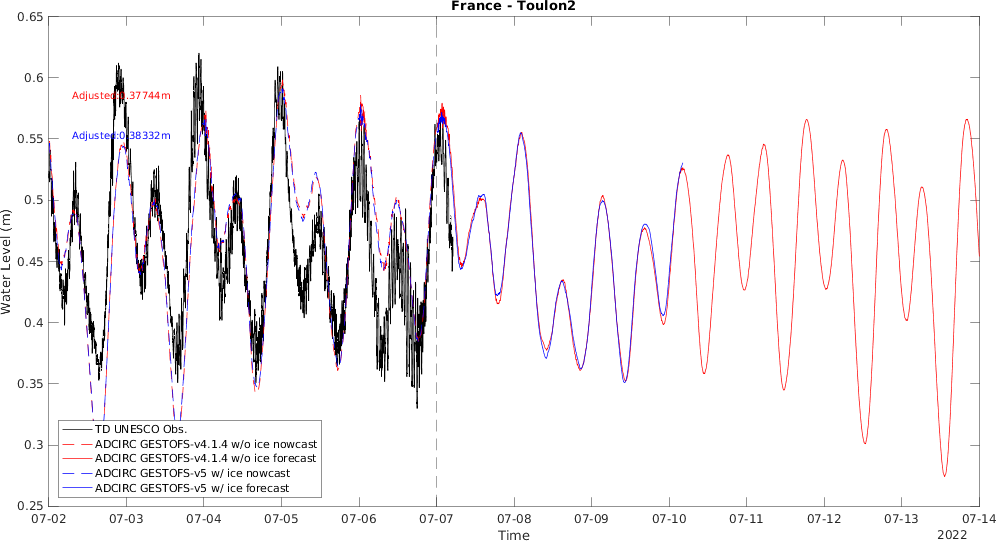 France - Toulon2
0.65
0.6
0.55
0.5
0.45
0.4
0.35
0.3
0.25
Water Level (m)
Adjusted:0.37744m
Adjusted:0.38332m
TD UNESCO Obs.
ADCIRC GESTOFS-v4.1.4 w/o ice nowcast
ADCIRC GESTOFS-v4.1.4 w/o ice forecast
ADCIRC GESTOFS-v5 w/ ice nowcast
ADCIRC GESTOFS-v5 w/ ice forecast
07-02 07-03 07-04 07-05 07-06 07-07 07-08 07-09 07-10 07-11 07-12 07-13 07-14
Time
2022